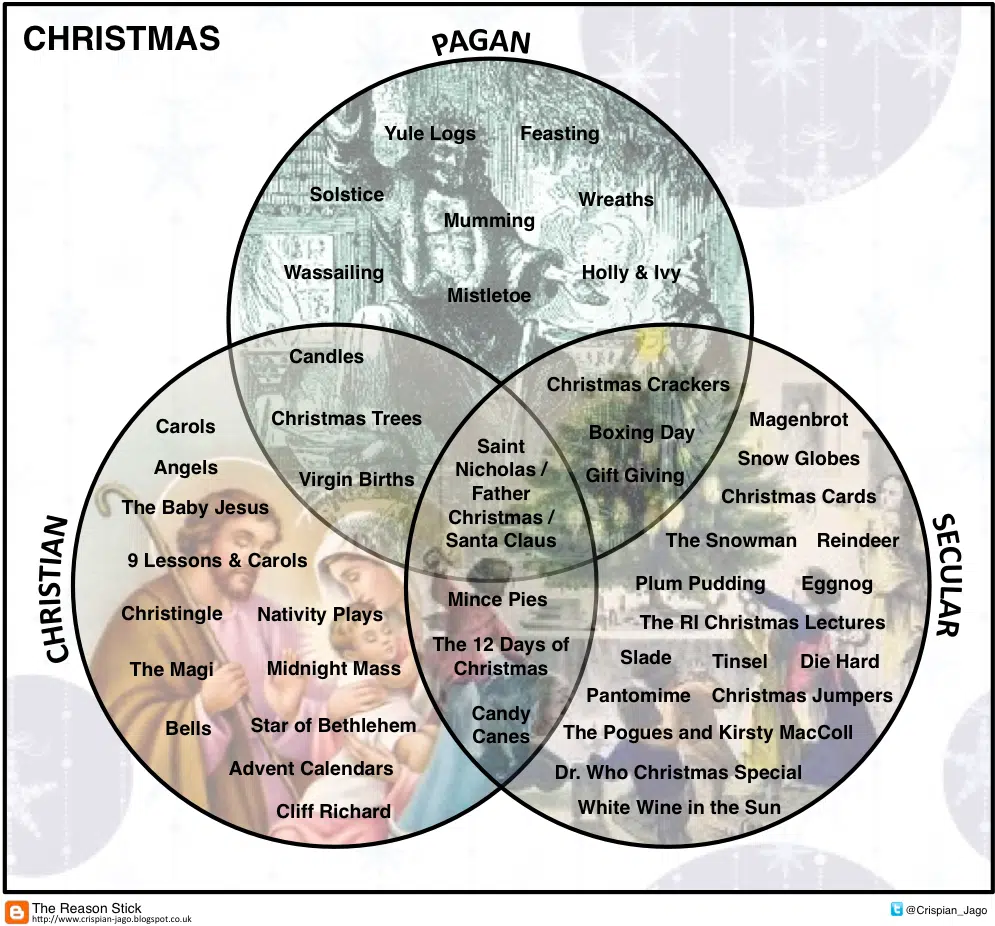 CHRISTMAS
PAGAN
Yule Logs
Feasting
Solstice
Wreaths
Mumming
Wassailing
Holly & Ivy
Mistletoe
Candles
Christmas Trees
Virgin Births
Christmas Crackers
Boxing Day
Gift Giving
Saint
Nicholas /
Father
Christmas /
Santa Claus
CHRISTIAN
Carols
Angels
The Baby Jesus
9 Lessons & Carols
Christingle
Nativity Plays
The Magi
Midnight Mass
Bells
Star of Bethlehem
Advent Calendars
Cliff Richard
Mince Pies
The 12 Days of
Christmas
Candy
Canes
SECULAR
Magenbrot
Snow Globes
Christmas Cards
The Snowman
Reindeer
Plum Pudding
Eggnog
The RI Christmas Lectures
Slade
Tinsel
Die Hard
Pantomime
Christmas Jumpers
The Pogues and Kirsty MacColl
Dr. Who Christmas Special
White Wine in the Sun
The Reason Stick
http://www.crispian-jago.blogspot.co.uk
@Crispian_Jago